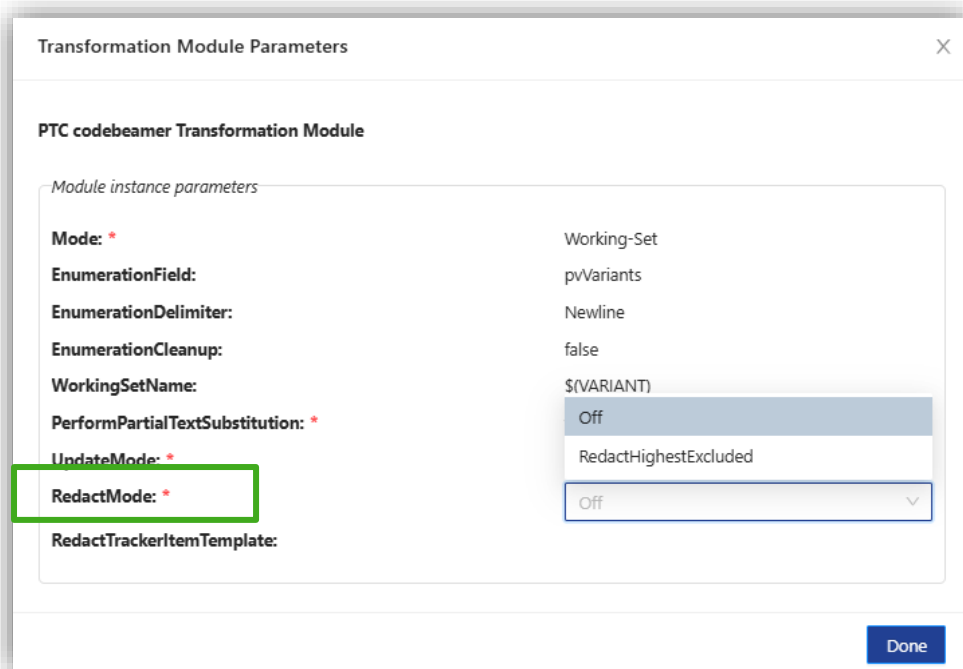 Transformation Module Parameters
PTC codebeamer Transformation Module
Module instance parameters
Mode: * Working-Set
EnumerationField: pvVariants
EnumerationDelimiter: Newline
EnumerationCleanup: false
WorkingSetName: $(VARIANT)
PerformPartialTextSubstitution: *
Off
UpdateMode: *
RedactHighestExcluded
RedactMode: * Off
RedactTrackerItemTemplate:
Done